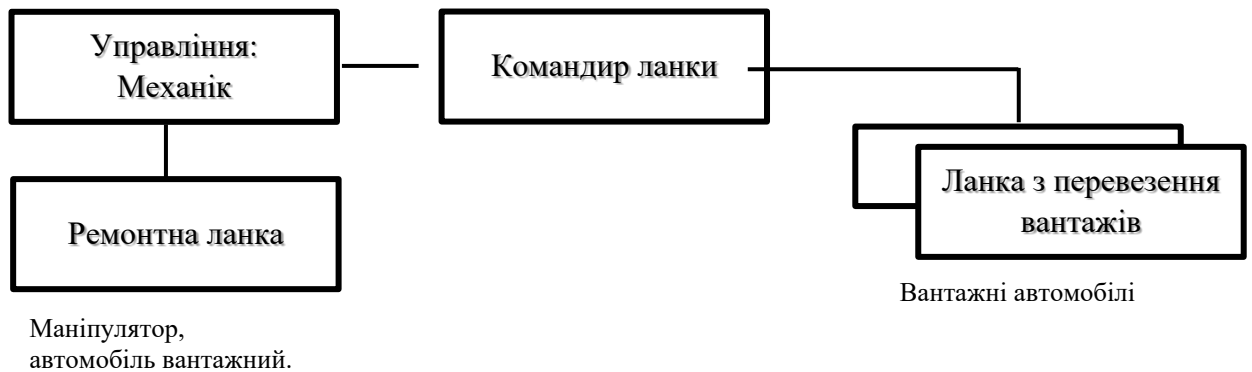 Управління:
Механік
Командир ланки
Ремонтна ланка
Ланка з перевезення
вантажів
Вантажні автомобілі
Маніпулятор,
автомобіль вантажний.